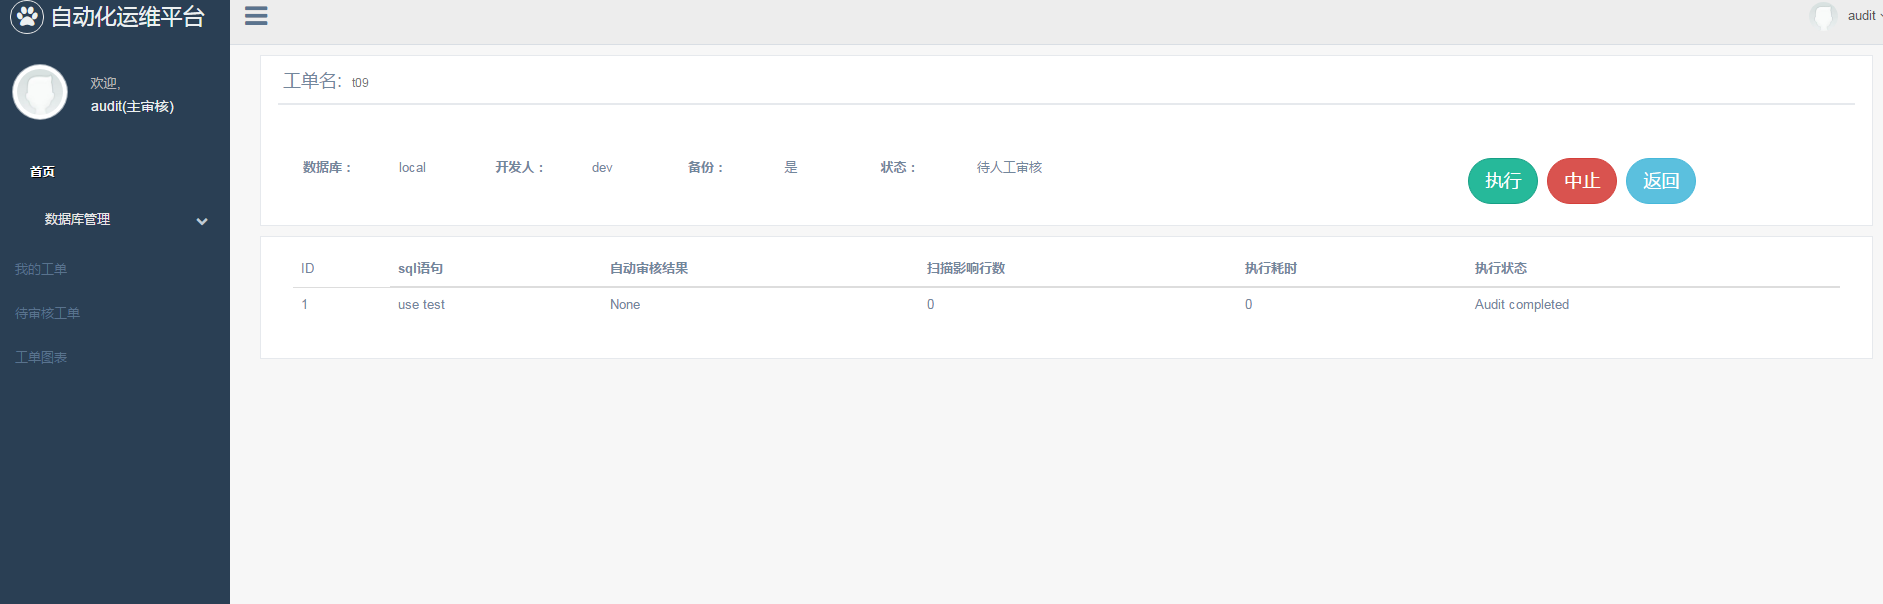 自动化运维平台
audit
欢迎,
audit(主审核)
首页
数据库管理
我的工单
待审核工单
工单图表
工单名: t09
数据库： local 开发人： dev 备份： 是 状态： 待人工审核
执行 中止 返回
ID sql语句 自动审核结果 扫描影响行数 执行耗时 执行状态
1 use test None 0 0 Audit completed